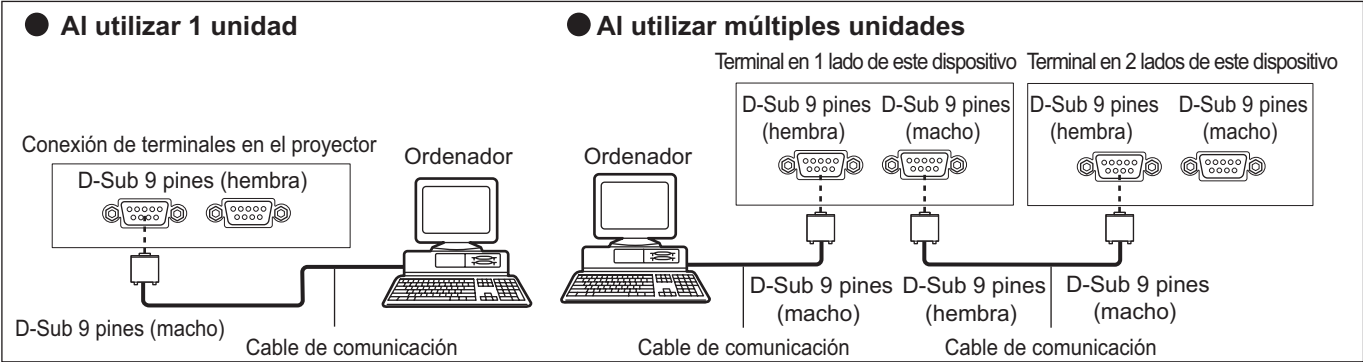 ● Al utilizar 1 unidad
Conexión de terminales en el proyector
D-Sub 9 pines (hembra)
Ordenador
D-Sub 9 pines (macho)
Cable de comunicación
● Al utilizar múltiples unidades
Terminal en 1 lado de este dispositivo
Terminal en 2 lados de este dispositivo
D-Sub 9 pines
(hembra)
D-Sub 9 pines
(macho)
D-Sub 9 pines
(hembra)
D-Sub 9 pines
(macho)
Ordenador
D-Sub 9 pines
(macho)
D-Sub 9 pines
(hembra)
D-Sub 9 pines
(macho)
Cable de comunicación
Cable de comunicación